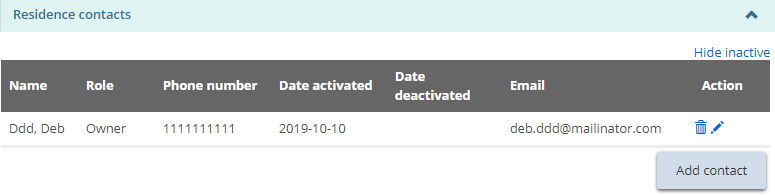 Residence contacts
Hide inactive
Name Role Phone number Date activated Date deactivated Email Action
Ddd, Deb Owner 1111111111 2019-10-10 deb.ddd@mailinator.com
Add contact